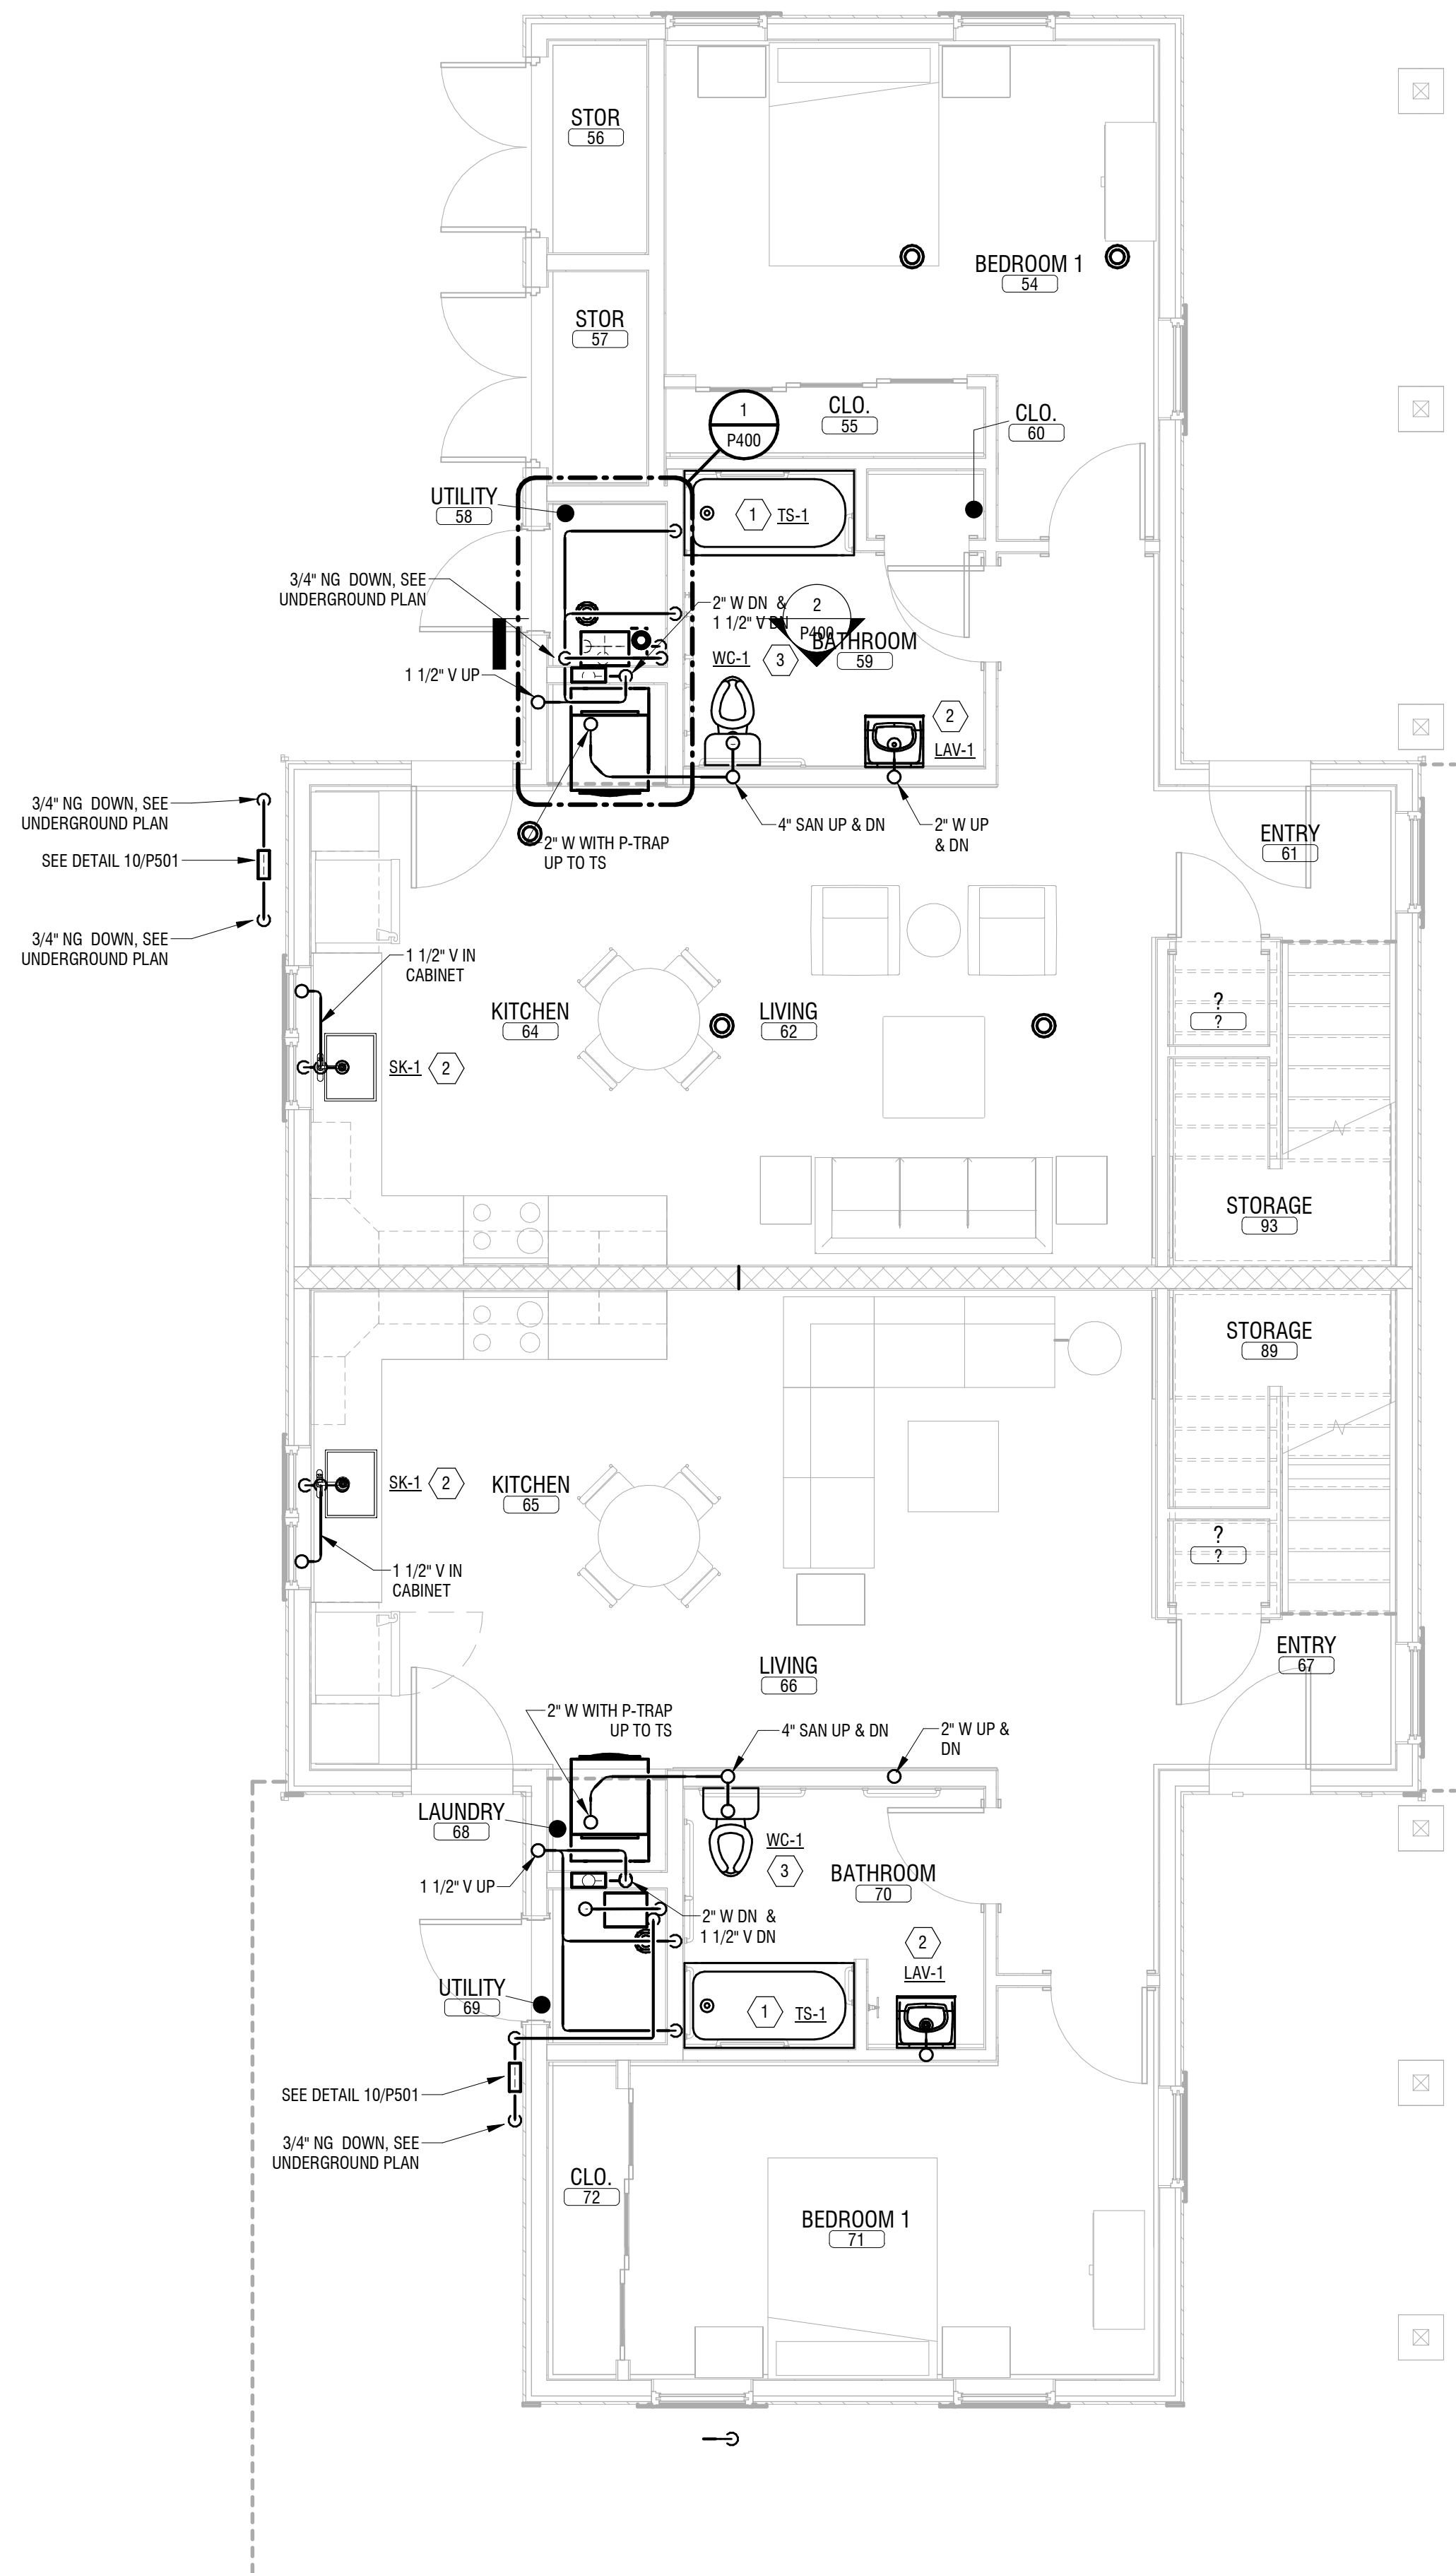 STOR
56
BEDROOM 1
54
STOR
57
CLO.
55
CLO.
60
1
P400
UTILITY
58
1
TS-1
3/4" NG DOWN, SEE
UNDERGROUND PLAN
2" W DN &
1 1/2" V DN
2
P400
BATHROOM
59
WC-1
3
1 1/2" V UP
2
LAV-1
3/4" NG DOWN, SEE
UNDERGROUND PLAN
4" SAN UP & DN
2" W UP
& DN
ENTRY
61
2" W WITH P-TRAP
UP TO TS
SEE DETAIL 10/P501
3/4" NG DOWN, SEE
UNDERGROUND PLAN
1 1/2" V IN
CABINET
KITCHEN
64
LIVING
62
?
?
SK-1
2
STORAGE
93
STORAGE
89
SK-1
2
KITCHEN
65
?
?
1 1/2" V IN
CABINET
ENTRY
67
LIVING
66
2" W WITH P-TRAP
UP TO TS
4" SAN UP & DN
2" W UP &
DN
LAUNDRY
68
WC-1
3
BATHROOM
70
1 1/2" V UP
2" W DN &
1 1/2" V DN
2
LAV-1
UTILITY
69
1
TS-1
SEE DETAIL 10/P501
3/4" NG DOWN, SEE
UNDERGROUND PLAN
CLO.
72
BEDROOM 1
71